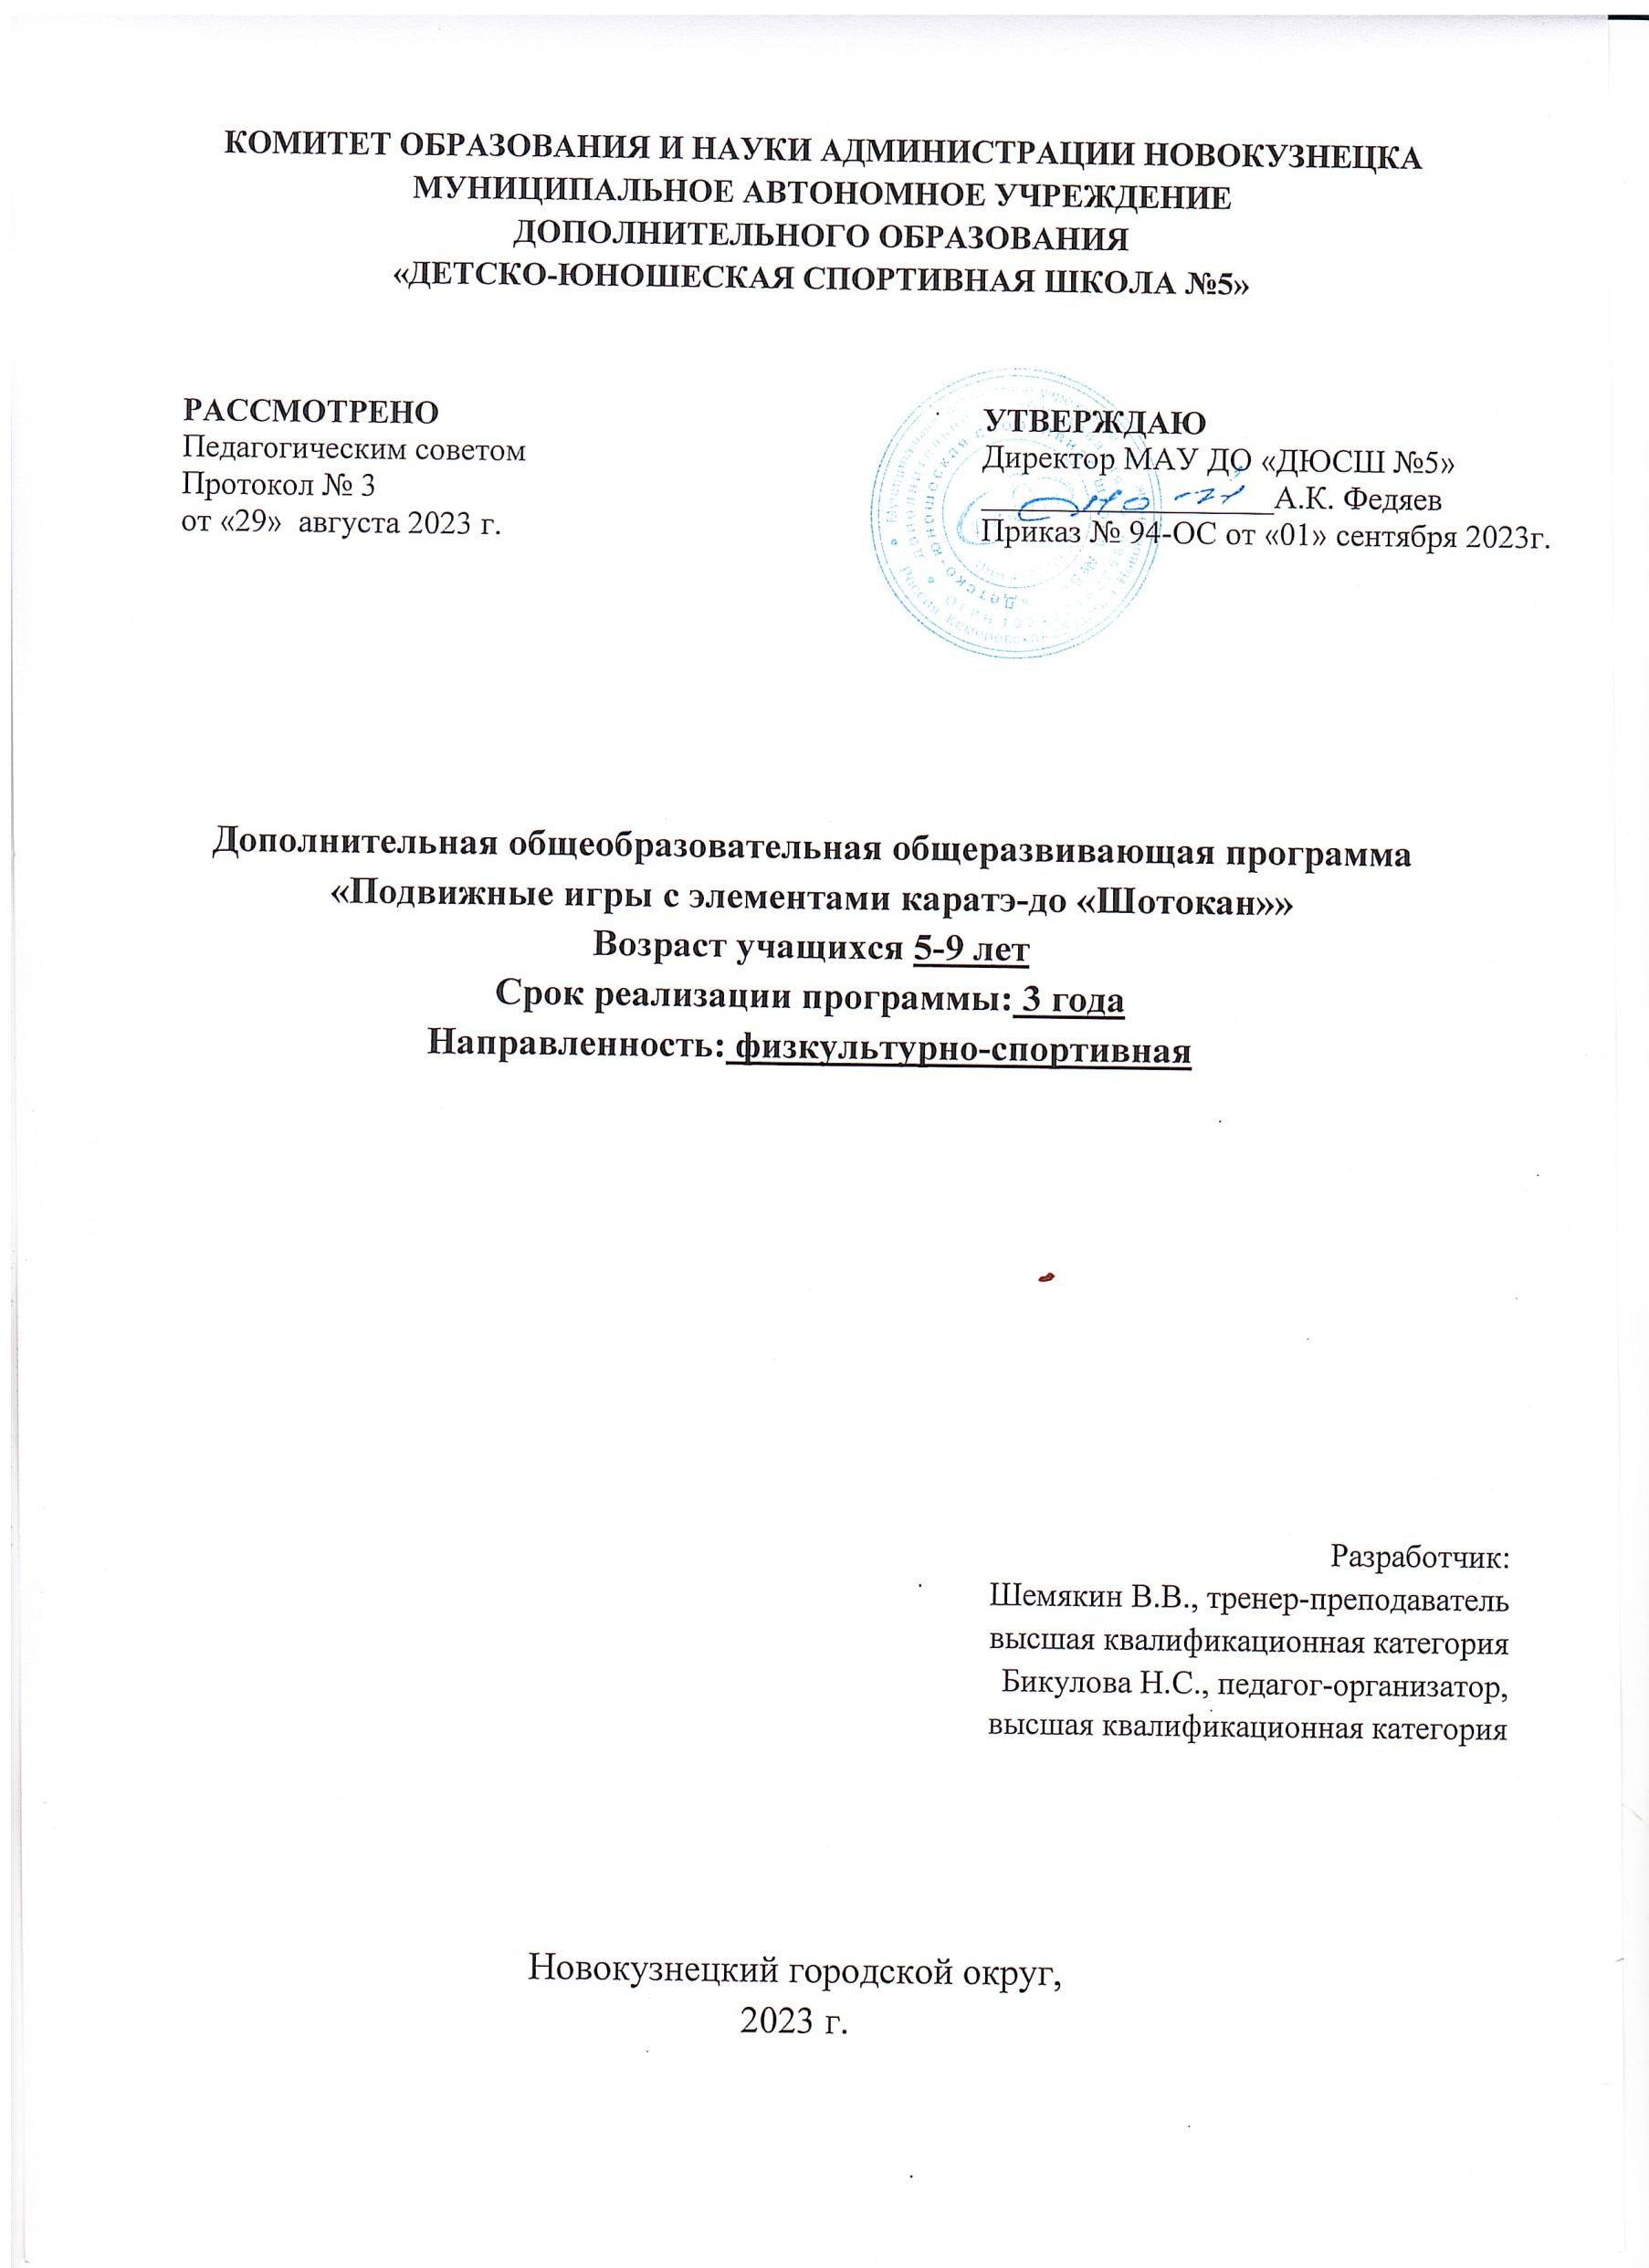 КОМИТЕТ ОБРАЗОВАНИЯ И НАУКИ АДМИНИСТРАЦИИ НОВОКУЗНЕЦКА
МУНИЦИПАЛЬНОЕ АВТОНОМНОЕ УЧРЕЖДЕНИЕ
ДОПОЛНИТЕЛЬНОГО ОБРАЗОВАНИЯ
«ДЕТСКО-ЮНОШЕСКАЯ СПОРТИВНАЯ ШКОЛА №5»
РАССМОТРЕНО
Педагогическим советом
Протокол № 3
от «29» августа 2023 г.
УТВЕРЖДАЮ
Директор МАУ ДО «ДЮСШ №5»
А.К. Федяев
Приказ № 94-ОС от «01» сентября 2023г.
Дополнительная общеобразовательная общеразвивающая программа
«Подвижные игры с элементами каратэ-до «Шотокан»»
Возраст учащихся 5-9 лет
Срок реализации программы: 3 года
Направленность: физкультурно-спортивная
Разработчик:
Шемякин В.В., тренер-преподаватель
высшая квалификационная категория
Бикулова Н.С., педагог-организатор,
высшая квалификационная категория
Новокузнецкий городской округ,
2023 г.